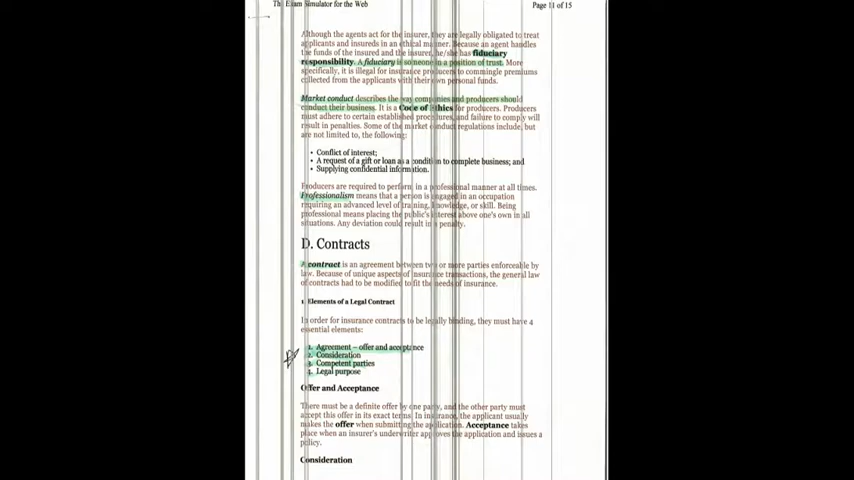 Th Exam Simulator for the Web
Page 11 of 15
Although the agents act for the insurer, they are legally obligated to treat
applicants and insureds in an ethical manner. Because an agent handles
the funds of the insured and the insurer, he/she has fiduciary
responsibility. A fiduciary is someone in a position of trust. More
specifically, it is illegal for insurance producers to commingle premiums
collected from the applicants with their own personal funds.
Market conduct describes the way companies and producers should
conduct their business. It is a Code of Ethics for producers. Producers
must adhere to certain established procedures, and failure to comply will
result in penalties. Some of the market conduct regulations include, but
are not limited to, the following:
• Conflict of interest;
• A request of a gift or loan as a condition to complete business; and
• Supplying confidential information.
Producers are required to perform in a professional manner at all times.
Professionalism means that a person is engaged in an occupation
requiring an advanced level of training, knowledge, or skill. Being
professional means placing the public's interest above one's own in all
situations. Any deviation could result in a penalty.
D. Contracts
A contract is an agreement between two or more parties enforceable by
law. Because of unique aspects of insurance transactions, the general law
of contracts had to be modified to fit the needs of insurance.
1. Elements of a Legal Contract
In order for insurance contracts to be legally binding, they must have 4
essential elements:
1. Agreement – offer and acceptance
2. Consideration
3. Competent parties
4. Legal purpose
Offer and Acceptance
There must be a definite offer by one party, and the other party must
accept this offer in its exact terms. In insurance, the applicant usually
makes the offer when submitting the application. Acceptance takes
place when an insurer's underwriter approves the application and issues a
policy.
Consideration